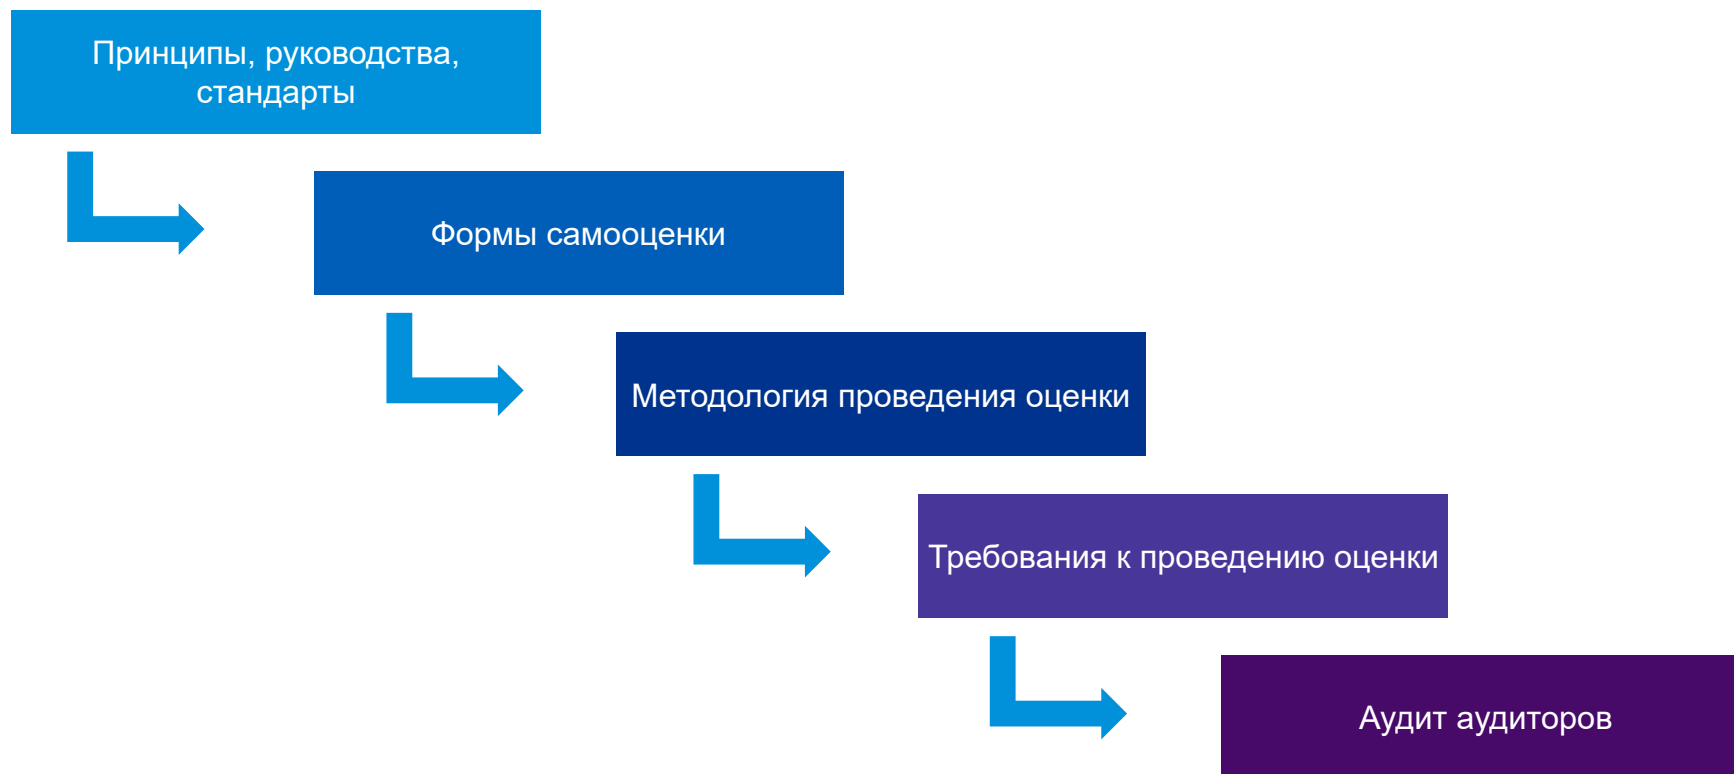 Принципы, руководства,
стандарты
Формы самооценки
Методология проведения оценки
Требования к проведению оценки
Аудит аудиторов